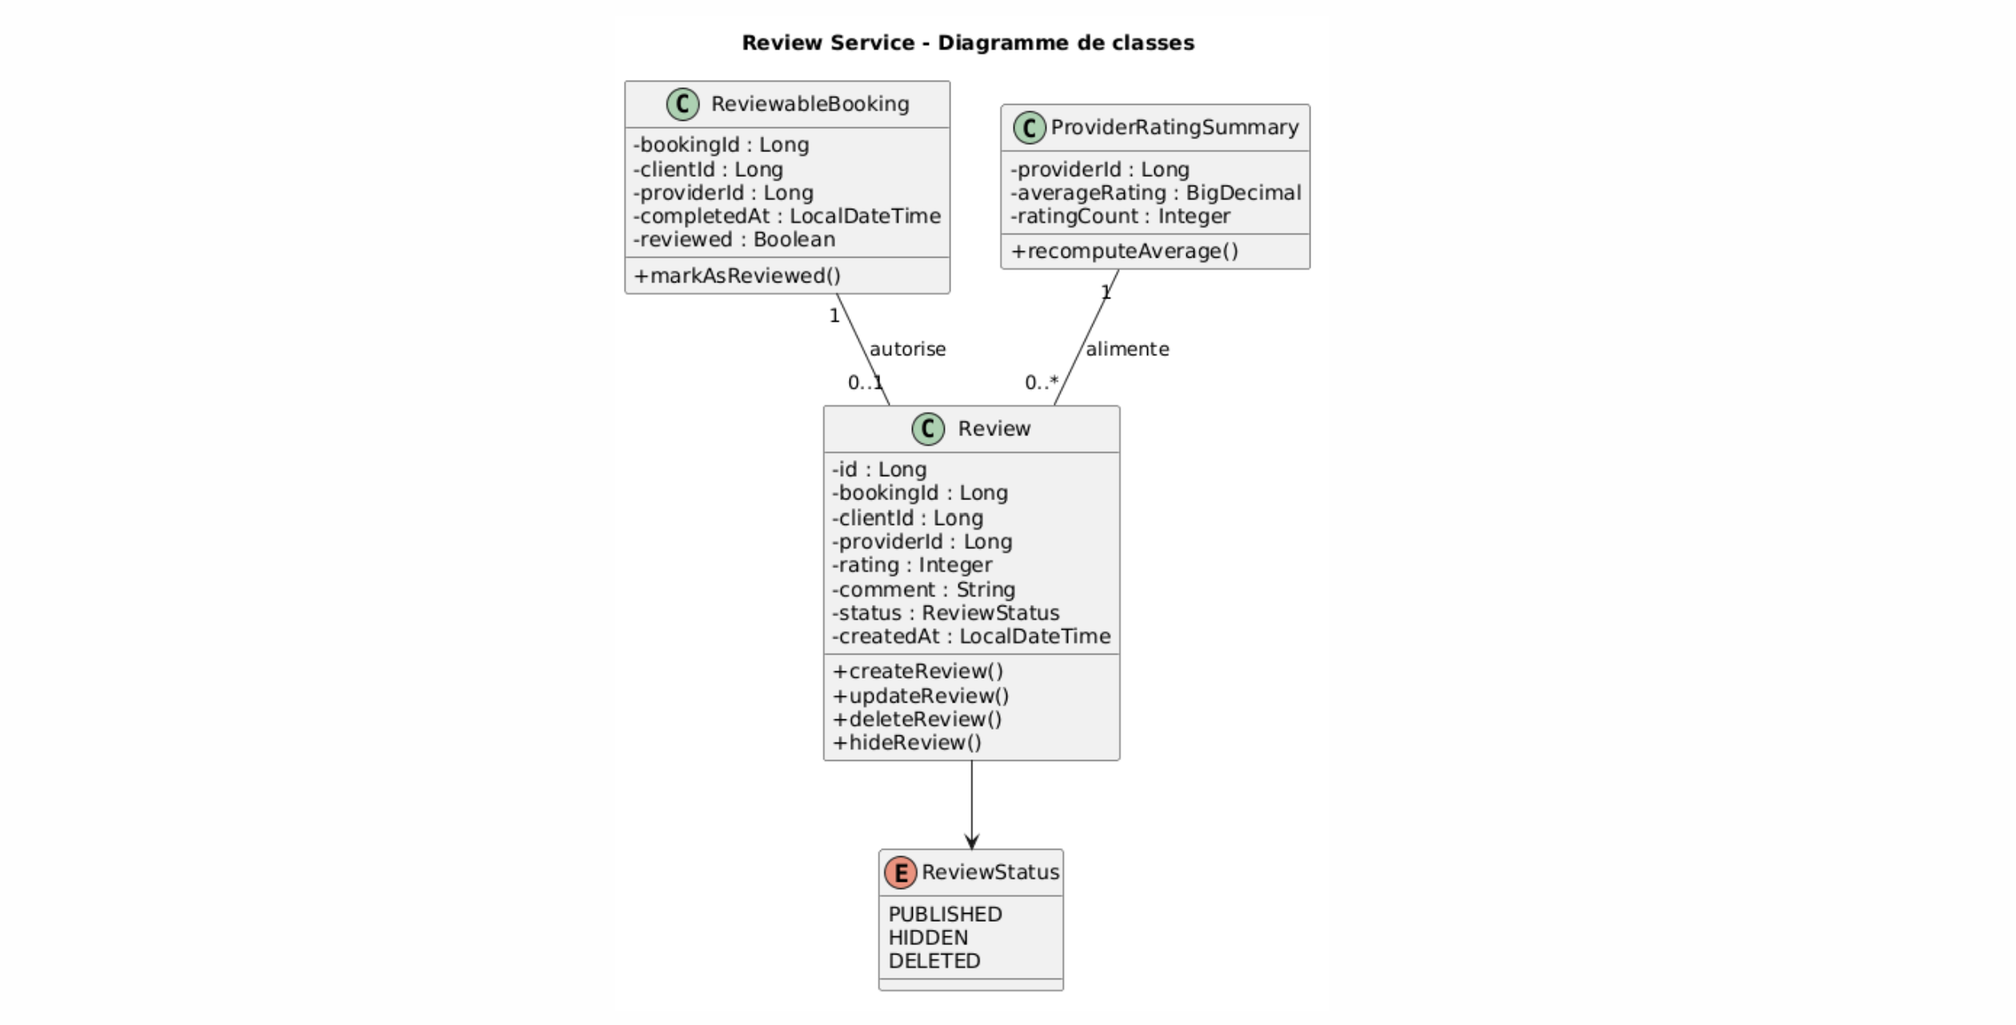 Review Service - Diagramme de classes
C ReviewableBooking
-bookingId : Long
-clientId : Long
-providerId : Long
-completedAt : LocalDateTime
-reviewed : Boolean
+markAsReviewed()
C ProviderRatingSummary
-providerId : Long
-averageRating : BigDecimal
-ratingCount : Integer
+recomputeAverage()
1
autorise
0..1
1
alimente
0..*
C Review
-id : Long
-bookingId : Long
-clientId : Long
-providerId : Long
-rating : Integer
-comment : String
-status : ReviewStatus
-createdAt : LocalDateTime
+createReview()
+updateReview()
+deleteReview()
+hideReview()
E ReviewStatus
PUBLISHED
HIDDEN
DELETED